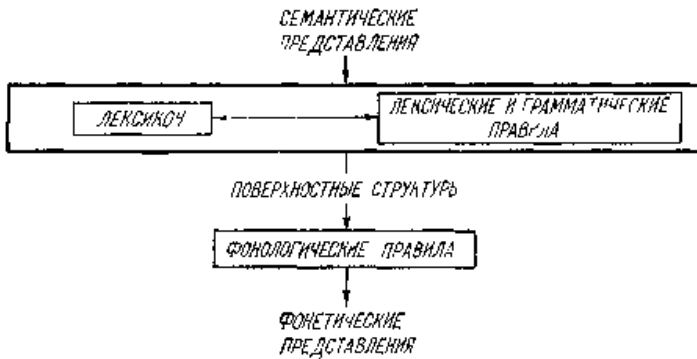 СЕМАНТИЧЕСКИЕ
ПРЕДСТАВЛЕНИЯ
ЛЕКСИКОН
ЛЕКСИЧЕСКИЕ И ГРАММАТИЧЕСКИЕ
ПРАВИЛА
ПОВЕРХНОСТНЫЕ СТРУКТУРЫ
ФОНОЛОГИЧЕСКИЕ ПРАВИЛА
ФОНЕТИЧЕСКИЕ
ПРЕДСТАВЛЕНИЯ